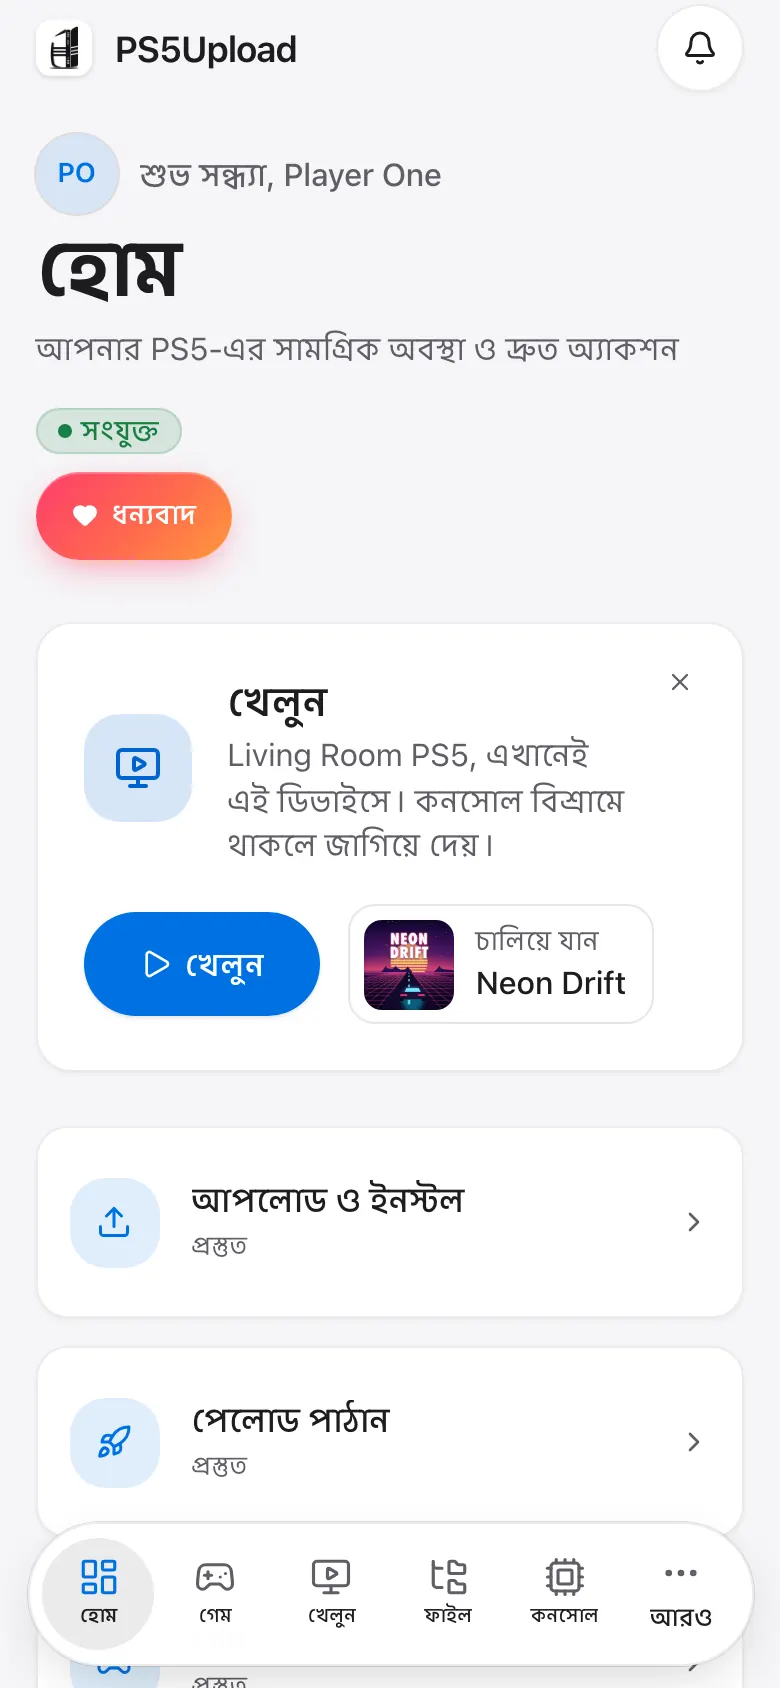 PS5Upload
PO
শুভ সন্ধ্যা, Player One
হোম
আপনার PS5-এর সামগ্রিক অবস্থা ও দ্রুত অ্যাকশন
সংযুক্ত
ধন্যবাদ
খেলুন
Living Room PS5, এখানেই
এই ডিভাইসে। কনসোল বিশ্রামে
থাকলে জাগিয়ে দেয়।
খেলুন
NEON
DRIFT
চালিয়ে যান
Neon Drift
আপলোড ও ইনস্টল
প্রস্তুত
পেলোড পাঠান
প্রস্তুত
হোম
গেম
খেলুন
ফাইল
কনসোল
আরও
প্রস্তুত